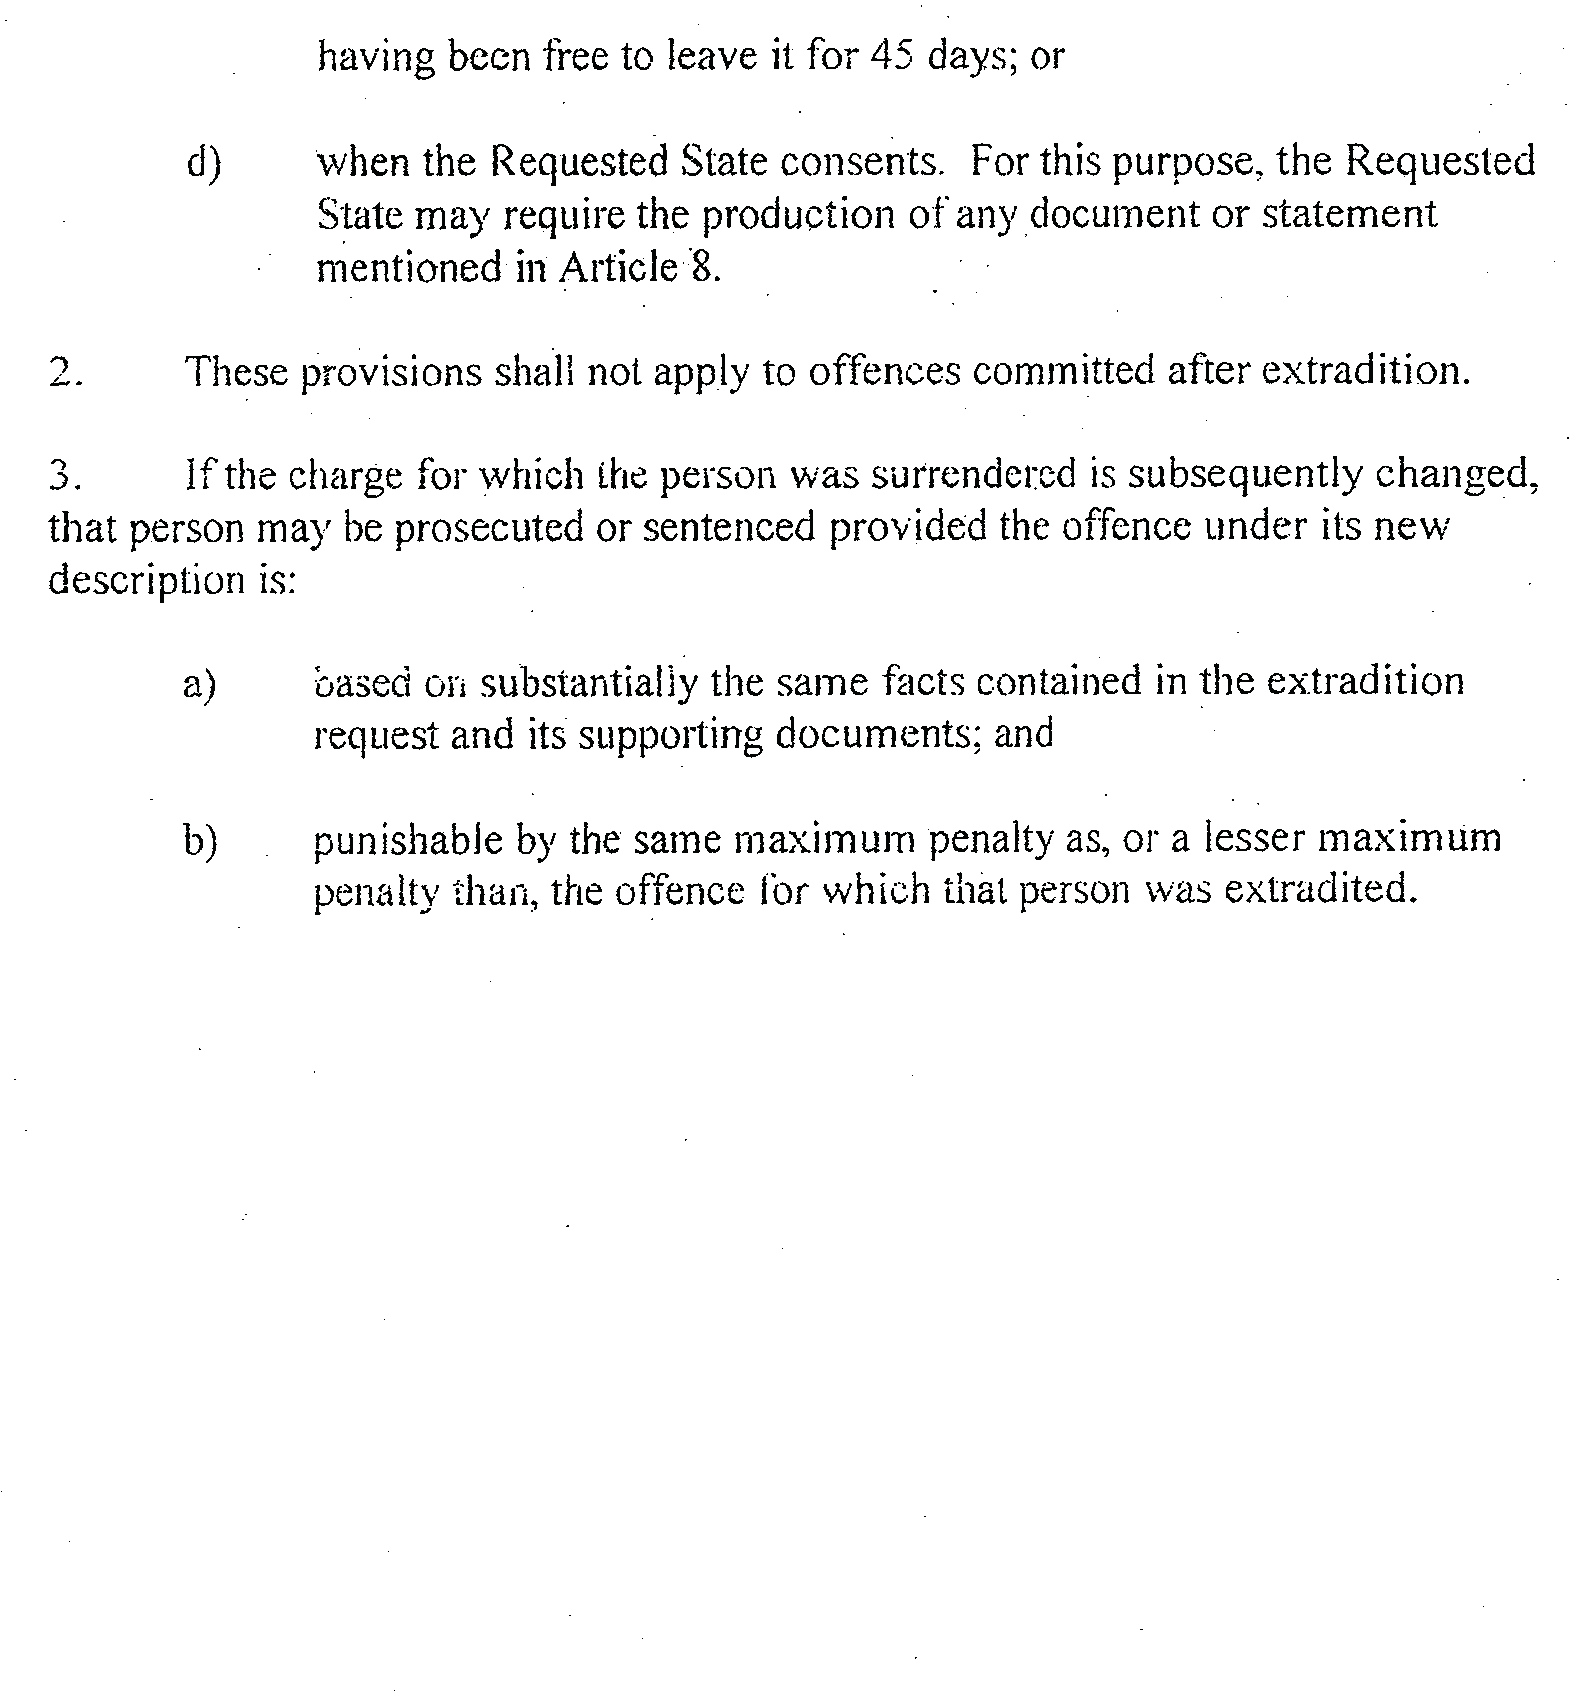 having been free to leave it for 45 days; or
d) when the Requested State consents. For this purpose, the Requested
State may require the production of any document or statement
mentioned in Article 8.
2. These provisions shall not apply to offences committed after extradition.
3. If the charge for which the person was surrendered is subsequently changed,
that person may be prosecuted or sentenced provided the offence under its new
description is:
a) based on substantially the same facts contained in the extradition
request and its supporting documents; and
b) punishable by the same maximum penalty as, or a lesser maximum
penalty than, the offence for which that person was extradited.